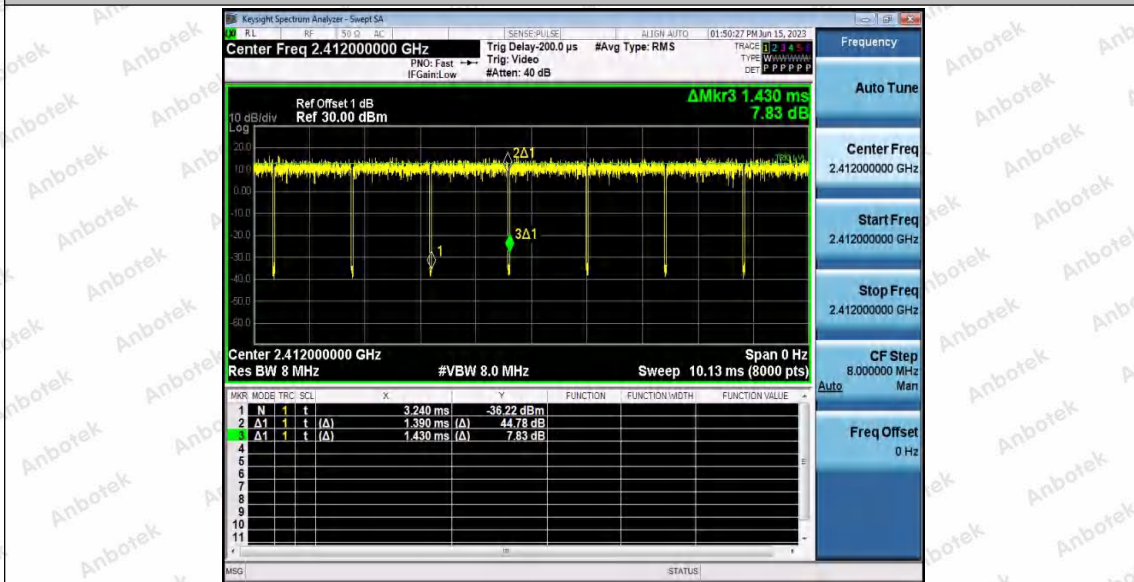 Keysight Spectrum Analyzer - Swept SA
RL RF 50 Ω AC SENSE:PULSE ALIGN AUTO 01:50:27 PM Jun 15, 2023
Center Freq 2.412000000 GHz
PNO: Fast
IFGain:Low
Trig Delay-200.0 µs
Trig: Video
#Atten: 40 dB
#Avg Type: RMS
TRACE 1 2 3 4 5 6
TYPE WWWWWW
DET P P P P P P
ΔMkr3 1.430 ms
7.83 dB
Ref Offset 1 dB
10 dB/div Ref 30.00 dBm
Log
20.0
10.0
0.00
-10.0
-20.0
-30.0
-40.0
-50.0
-60.0
2Δ1
3Δ1
1
Center 2.412000000 GHz Span 0 Hz
Res BW 8 MHz #VBW 8.0 MHz Sweep 10.13 ms (8000 pts)
MKR MODE TRC SCL X Y FUNCTION FUNCTION WIDTH FUNCTION VALUE
1 N 1 t 3.240 ms -36.22 dBm
2 Δ1 1 t (Δ) 1.390 ms (Δ) 44.78 dB
3 Δ1 1 t (Δ) 1.430 ms (Δ) 7.83 dB
4
5
6
7
8
9
10
11
MSG STATUS
Frequency
Auto Tune
Center Freq
2.412000000 GHz
Start Freq
2.412000000 GHz
Stop Freq
2.412000000 GHz
CF Step
8.000000 MHz
Auto Man
Freq Offset
0 Hz
Anbotek